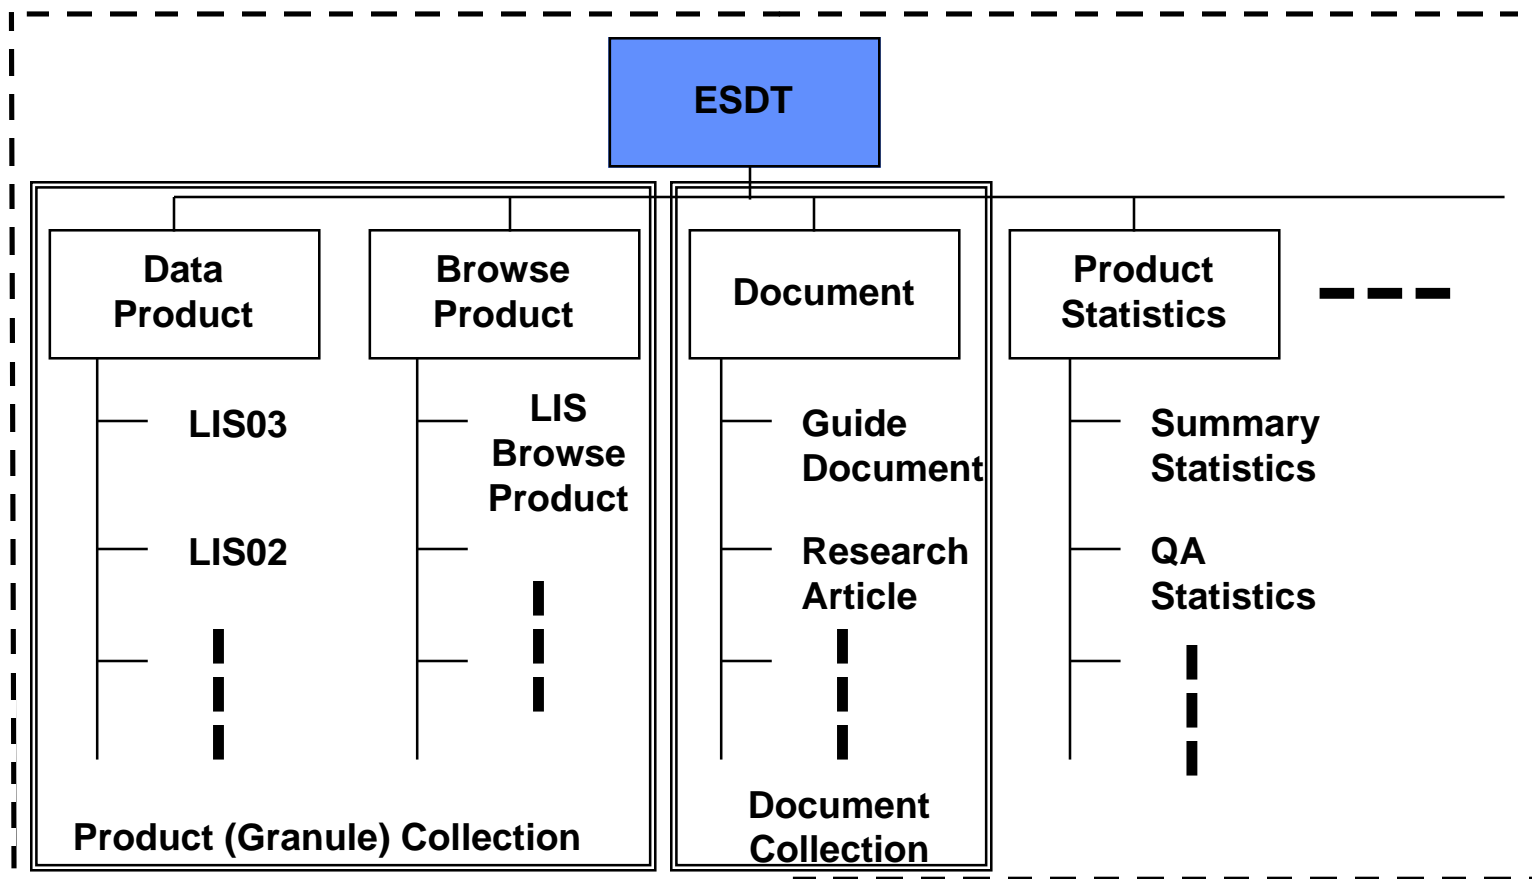 ESDT
Data
Product
Browse
Product
Document
Product
Statistics
LIS03
LIS02
LIS
Browse
Product
Guide
Document
Research
Article
Summary
Statistics
QA
Statistics
Product (Granule) Collection
Document
Collection